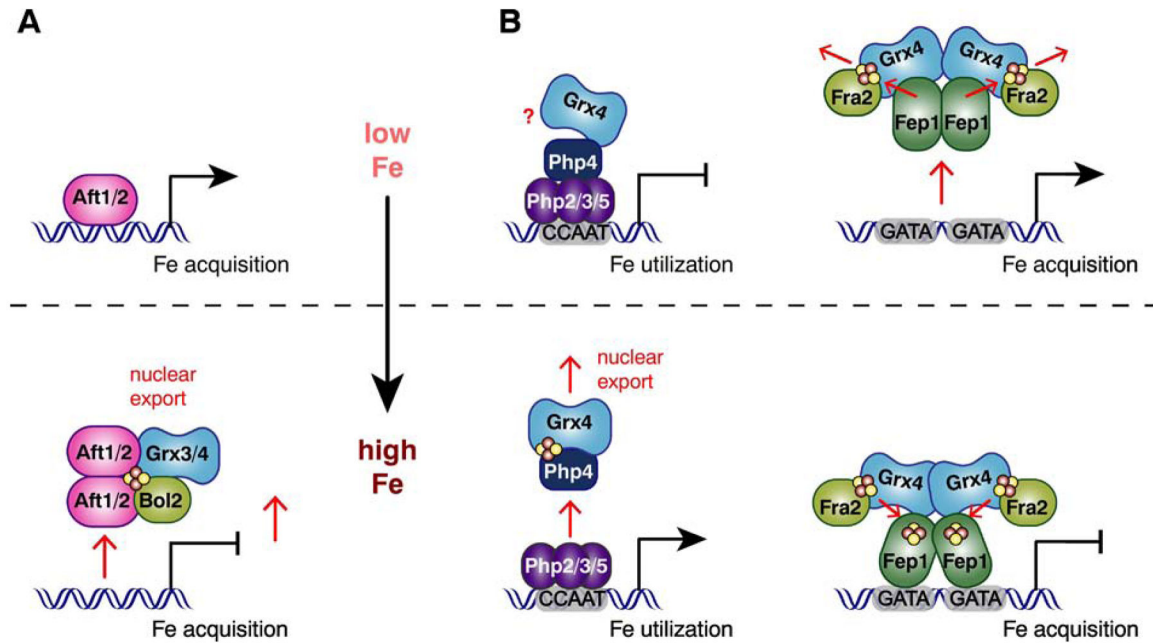 A
B
low
Fe
Aft1/2
Fe acquisition
?
Grx4
Php4
Php2/3/5
CCAAT
Fe utilization
Grx4
Grx4
Fra2
Fra2
Fep1
Fep1
GATA
GATA
Fe acquisition
nuclear
export
Aft1/2
Grx3/4
Aft1/2
Bol2
Fe acquisition
high
Fe
nuclear
export
Grx4
Php4
Php2/3/5
CCAAT
Fe utilization
Grx4
Grx4
Fra2
Fra2
Fep1
Fep1
GATA
GATA
Fe acquisition